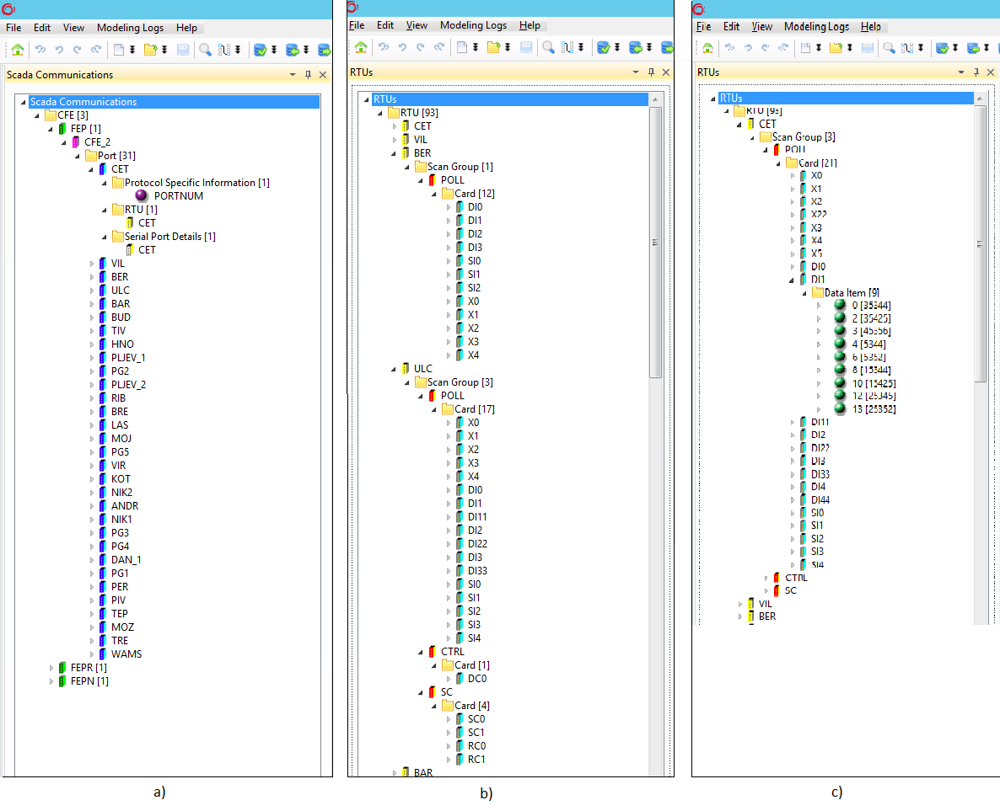 File Edit View Modeling Logs Help
Scada Communications
Scada Communications
CFE [3]
FEP [1]
CFE_2
Port [31]
CET
Protocol Specific Information [1]
PORTNUM
RTU [1]
CET
Serial Port Details [1]
CET
VIL
BER
ULC
BAR
BUD
TIV
HNO
PLJEV_1
PG2
PLJEV_2
RIB
BRE
LAS
MOJ
PG5
VIR
KOT
NIK2
ANDR
NIK1
PG3
PG4
DAN_1
PG1
PER
PIV
TEP
MOZ
TRE
WAMS
FEPR [1]
FEPN [1]
a)
File Edit View Modeling Logs Help
RTUs
RTUs
RTU [93]
CET
VIL
BER
Scan Group [1]
POLL
Card [12]
DI0
DI1
DI2
DI3
SI0
SI1
SI2
X0
X1
X2
X3
X4
ULC
Scan Group [3]
POLL
Card [17]
X0
X1
X2
X3
X4
DI0
DI1
DI11
DI2
DI22
DI3
DI33
SI0
SI1
SI2
SI3
SI4
CTRL
Card [1]
DC0
SC
Card [4]
SC0
SC1
RC0
RC1
BAR
b)
File Edit View Modeling Logs Help
RTUs
RTUs
RTU [93]
CET
Scan Group [3]
POLL
Card [21]
X0
X1
X2
X22
X3
X4
X5
DI0
DI1
Data Item [9]
0 [35344]
2 [35425]
3 [45356]
4 [5344]
6 [5352]
8 [15344]
10 [15425]
12 [25345]
13 [25352]
DI11
DI2
DI22
DI3
DI33
DI4
DI44
SI0
SI1
SI2
SI3
SI4
CTRL
SC
VIL
BER
c)